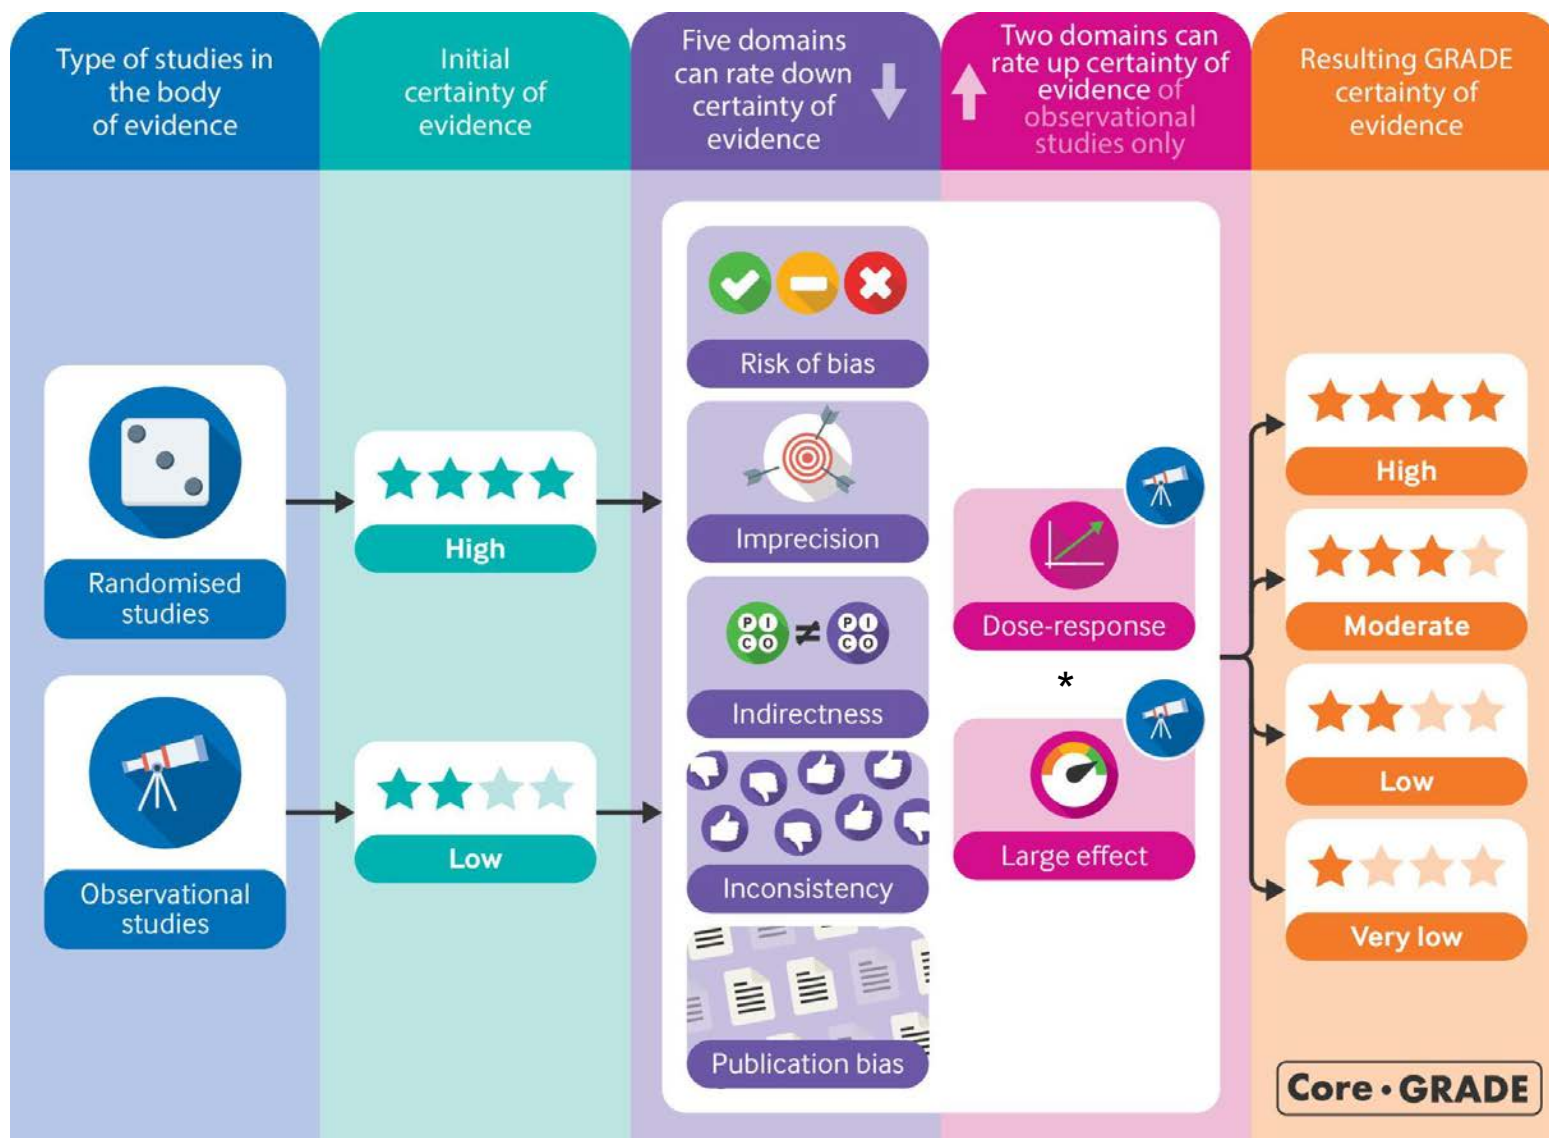 Type of studies in
the body
of evidence
Initial
certainty of
evidence
Five domains
can rate down
certainty of
evidence
Two domains can
rate up certainty of
evidence of
observational
studies only
Resulting GRADE
certainty of
evidence
Randomised
studies
Observational
studies
High
Low
Risk of bias
Imprecision
P I
C O
≠
P I
C O
Indirectness
Inconsistency
Publication bias
Dose-response
*
Large effect
High
Moderate
Low
Very low
Core • GRADE